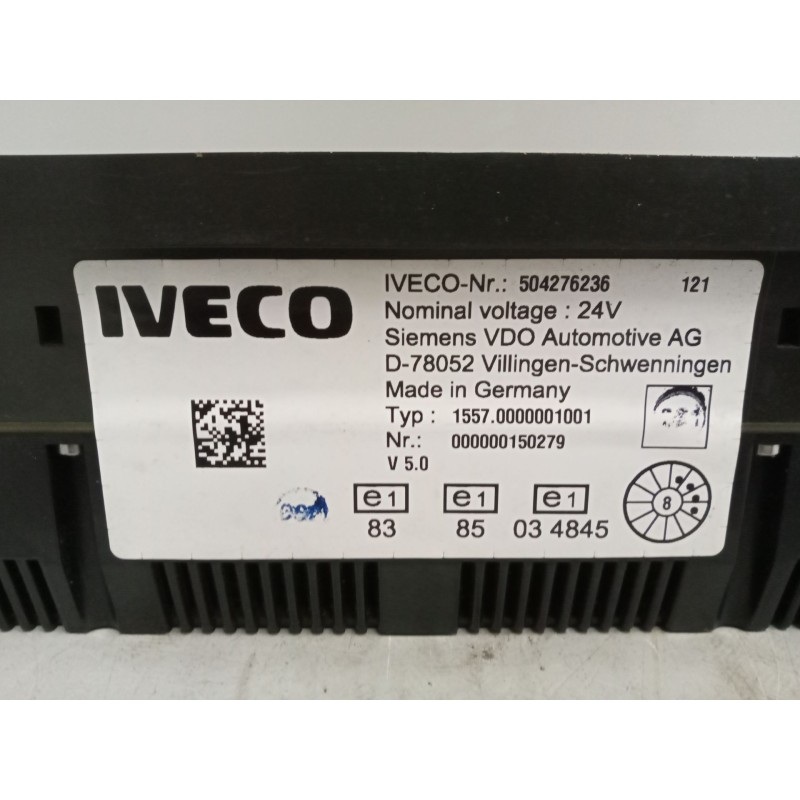 IVECO
IVECO-Nr.: 504276236 121
Nominal voltage : 24V
Siemens VDO Automotive AG
D-78052 Villingen-Schwenningen
Made in Germany
Typ : 1557.0000001001
Nr.: 000000150279
V 5.0
e1 e1 e1
83 85 03 4845
8